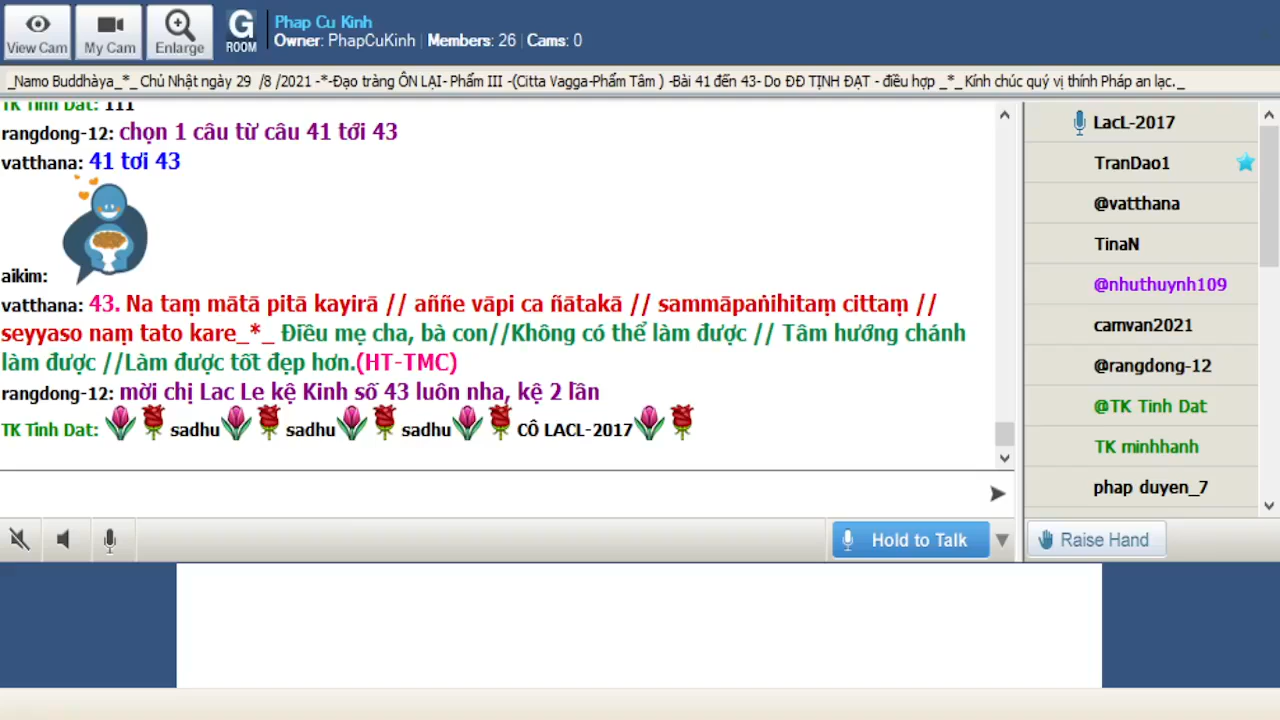 View Cam
My Cam
Enlarge
G ROOM
Phap Cu Kinh
Owner: PhapCuKinh | Members: 26 | Cams: 0
_Namo Buddhàya_*_ Chủ Nhật ngày 29 /8 /2021 -*-Đạo tràng ÔN LẠI- Phẩm III -(Citta Vagga-Phẩm Tâm ) -Bài 41 đến 43- Do ĐĐ TỊNH ĐẠT - điều hợp _*_ Kính chúc quý vị thính Pháp an lạc._
TK Tinh Dat: 111
rangdong-12: chọn 1 câu từ câu 41 tới 43
vatthana: 41 tơi 43
aikim:
vatthana: 43. Na taṃ mātā pitā kayirā // aññe vāpi ca ñātakā // sammāpaṅihitaṃ cittaṃ //
seyyaso naṃ tato kare_*_ Điều mẹ cha, bà con//Không có thể làm được // Tâm hướng chánh
làm được //Làm được tốt đẹp hơn.(HT-TMC)
rangdong-12: mời chị Lac Le kệ Kinh số 43 luôn nha, kệ 2 lần
TK Tinh Dat: sadhu sadhu sadhu CÔ LACL-2017
LacL-2017
TranDao1
@vatthana
TinaN
@nhuthuynh109
camvan2021
@rangdong-12
@TK Tinh Dat
TK minhhanh
phap duyen_7
Hold to Talk
Raise Hand